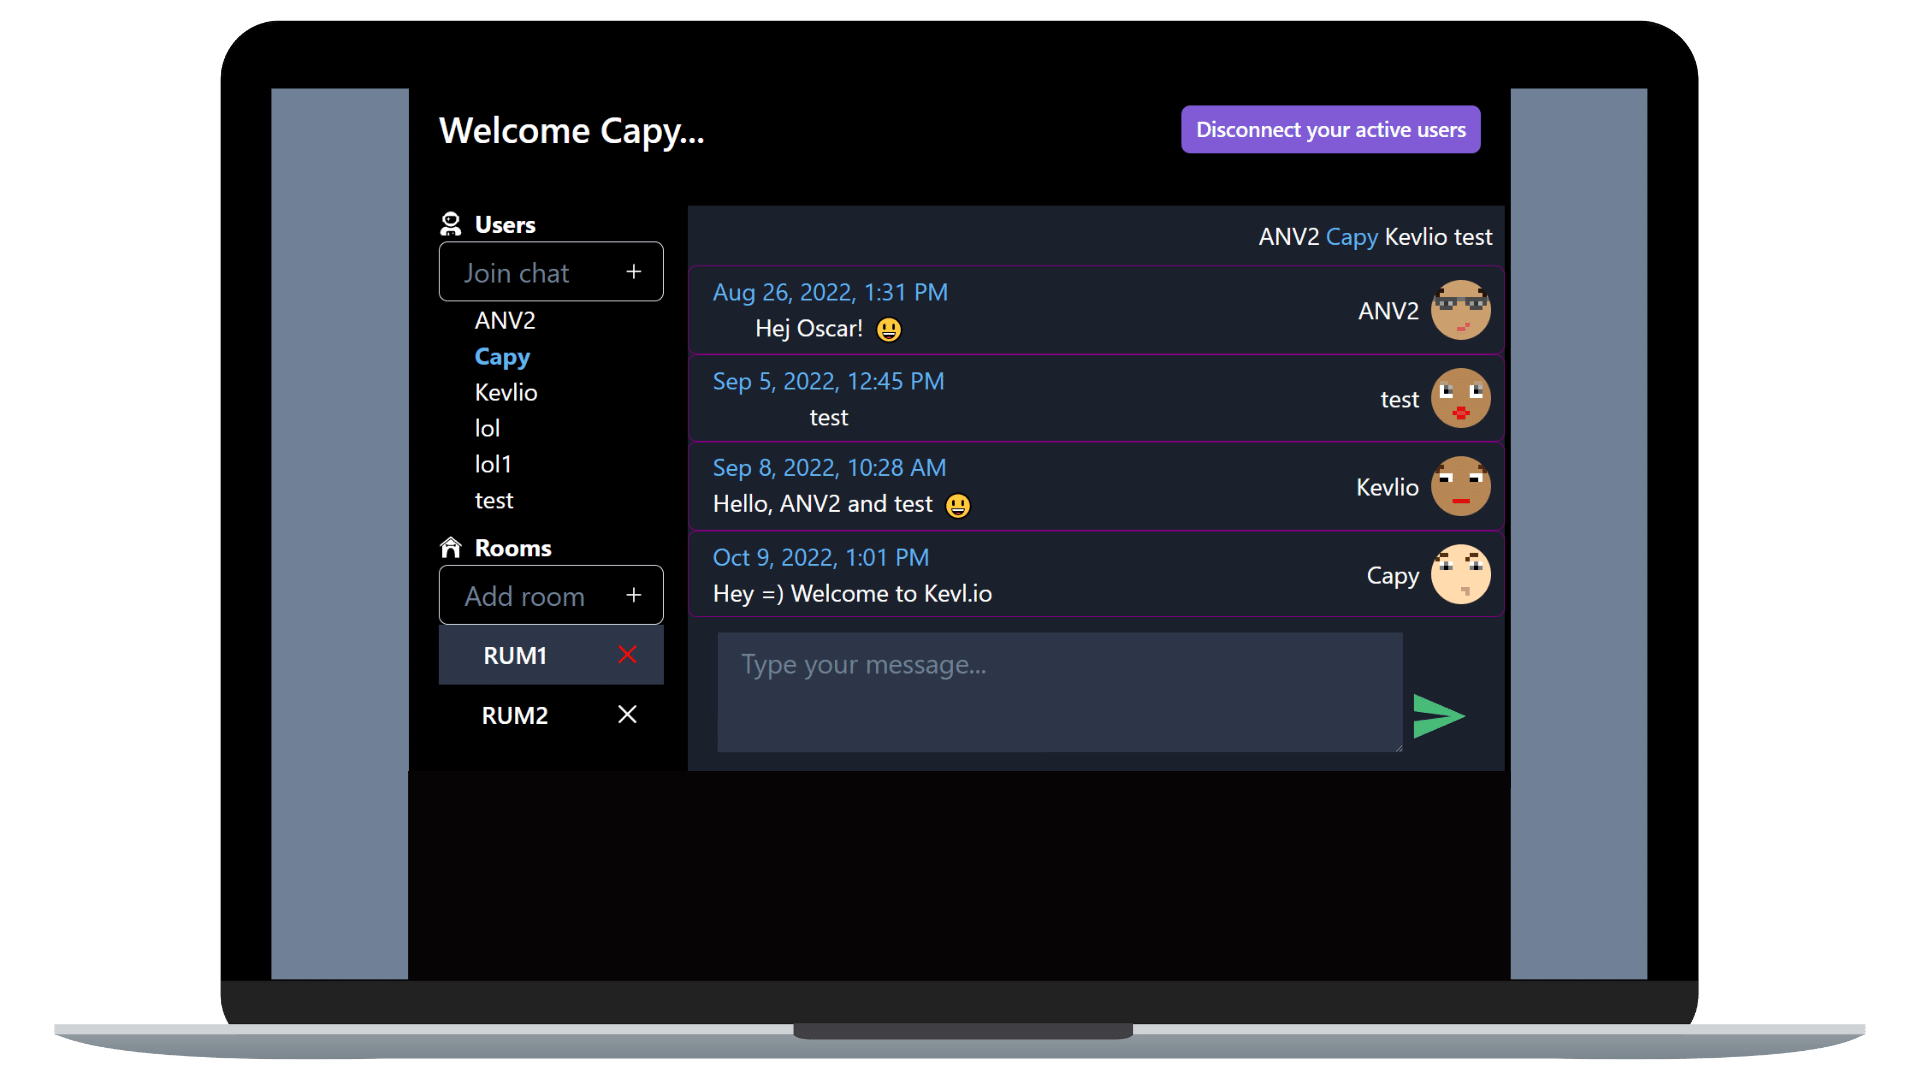 Welcome Capy...
Disconnect your active users
Users
Join chat +
ANV2
Capy
Kevlio
lol
lol1
test
Rooms
Add room +
RUM1
RUM2
ANV2 Capy Kevlio test
Aug 26, 2022, 1:31 PM
Hej Oscar! 😃
ANV2
Sep 5, 2022, 12:45 PM
test
test
Sep 8, 2022, 10:28 AM
Hello, ANV2 and test 😃
Kevlio
Oct 9, 2022, 1:01 PM
Hey =) Welcome to Kevl.io
Capy
Type your message...